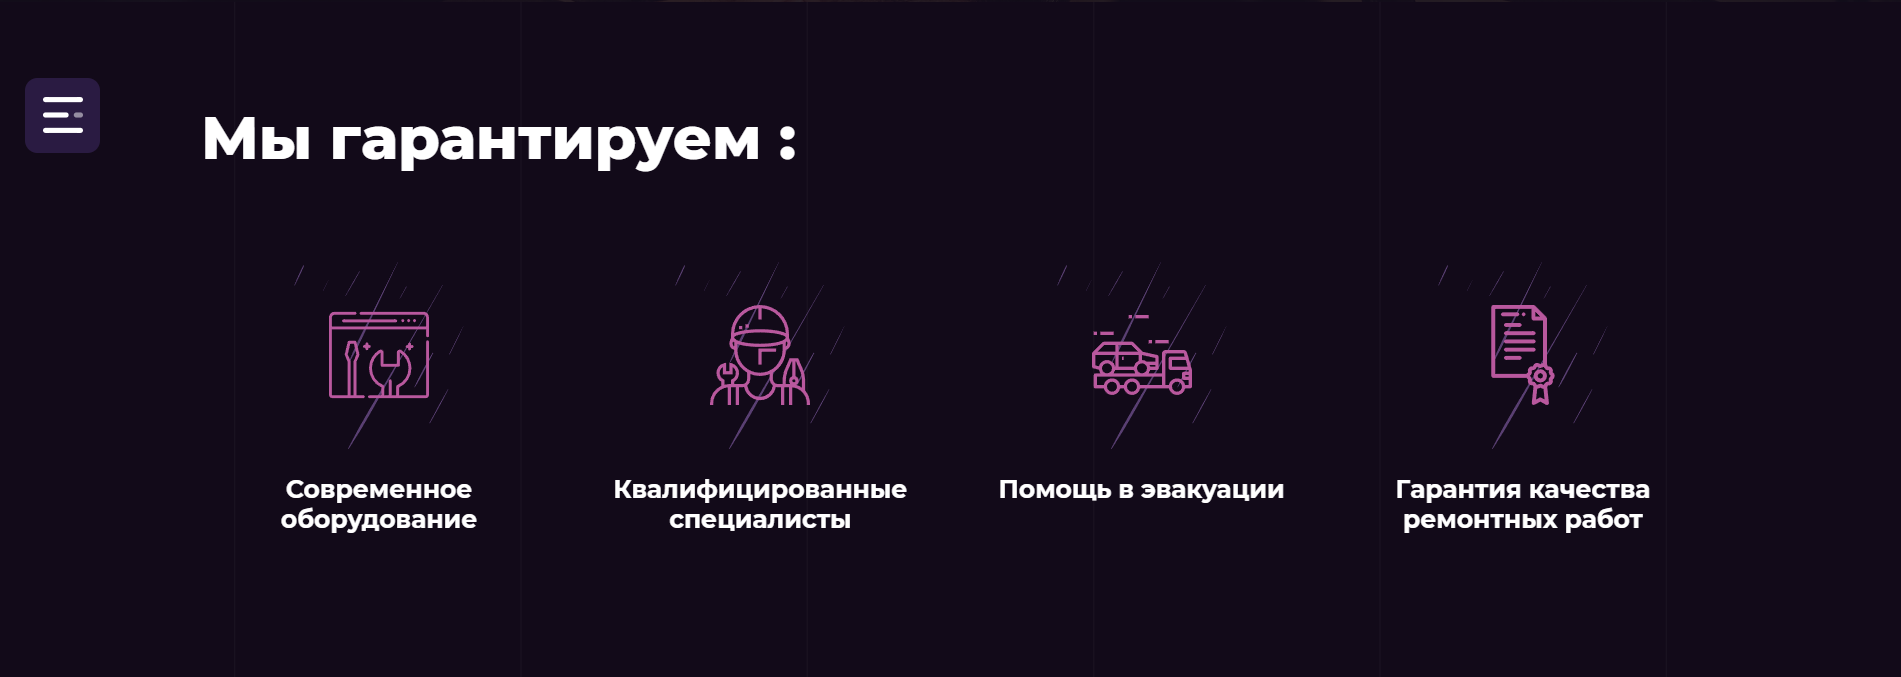 Мы гарантируем :
Современное
оборудование
Квалифицированные
специалисты
Помощь в эвакуации
Гарантия качества
ремонтных работ